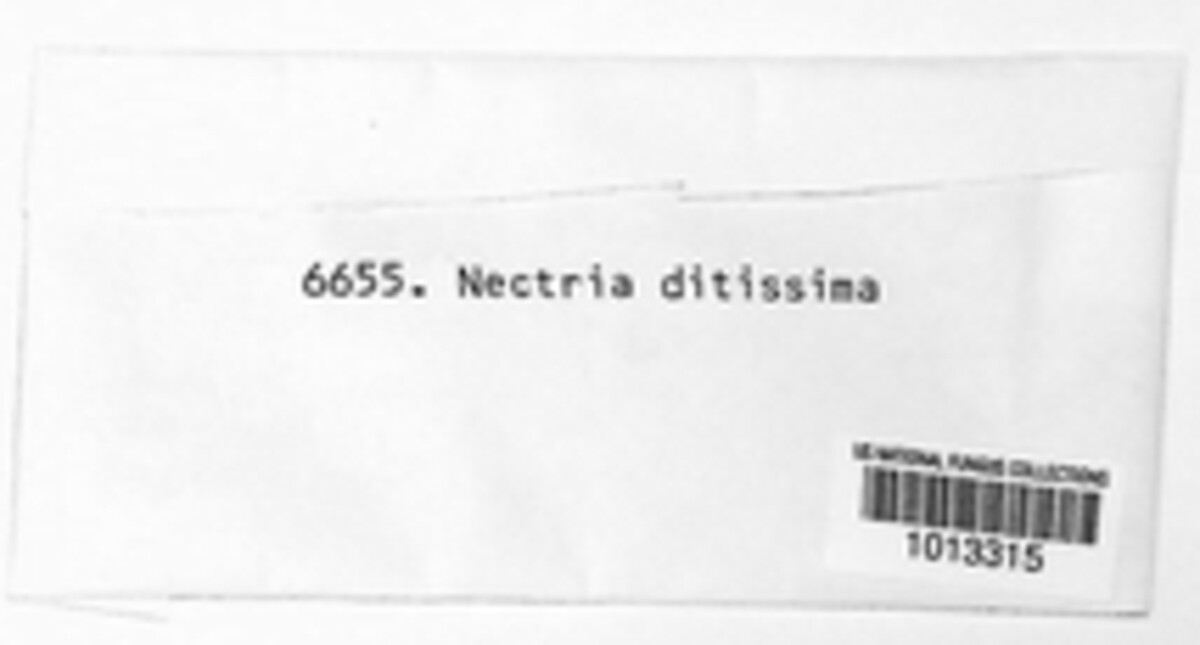 6655. Nectria ditissima
US NATIONAL FUNGUS COLLECTIONS
1013315